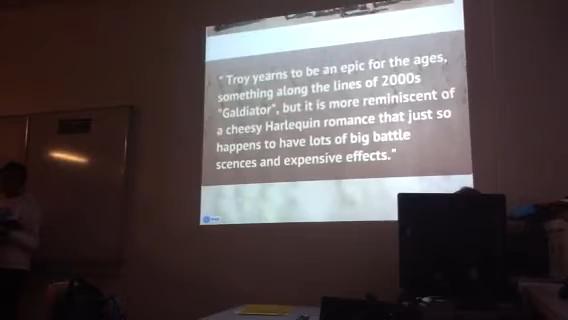 " Troy yearns to be an epic for the ages,
something along the lines of 2000s
"Galdiator", but it is more reminiscent of
a cheesy Harlequin romance that just so
happens to have lots of big battle
scences and expensive effects."